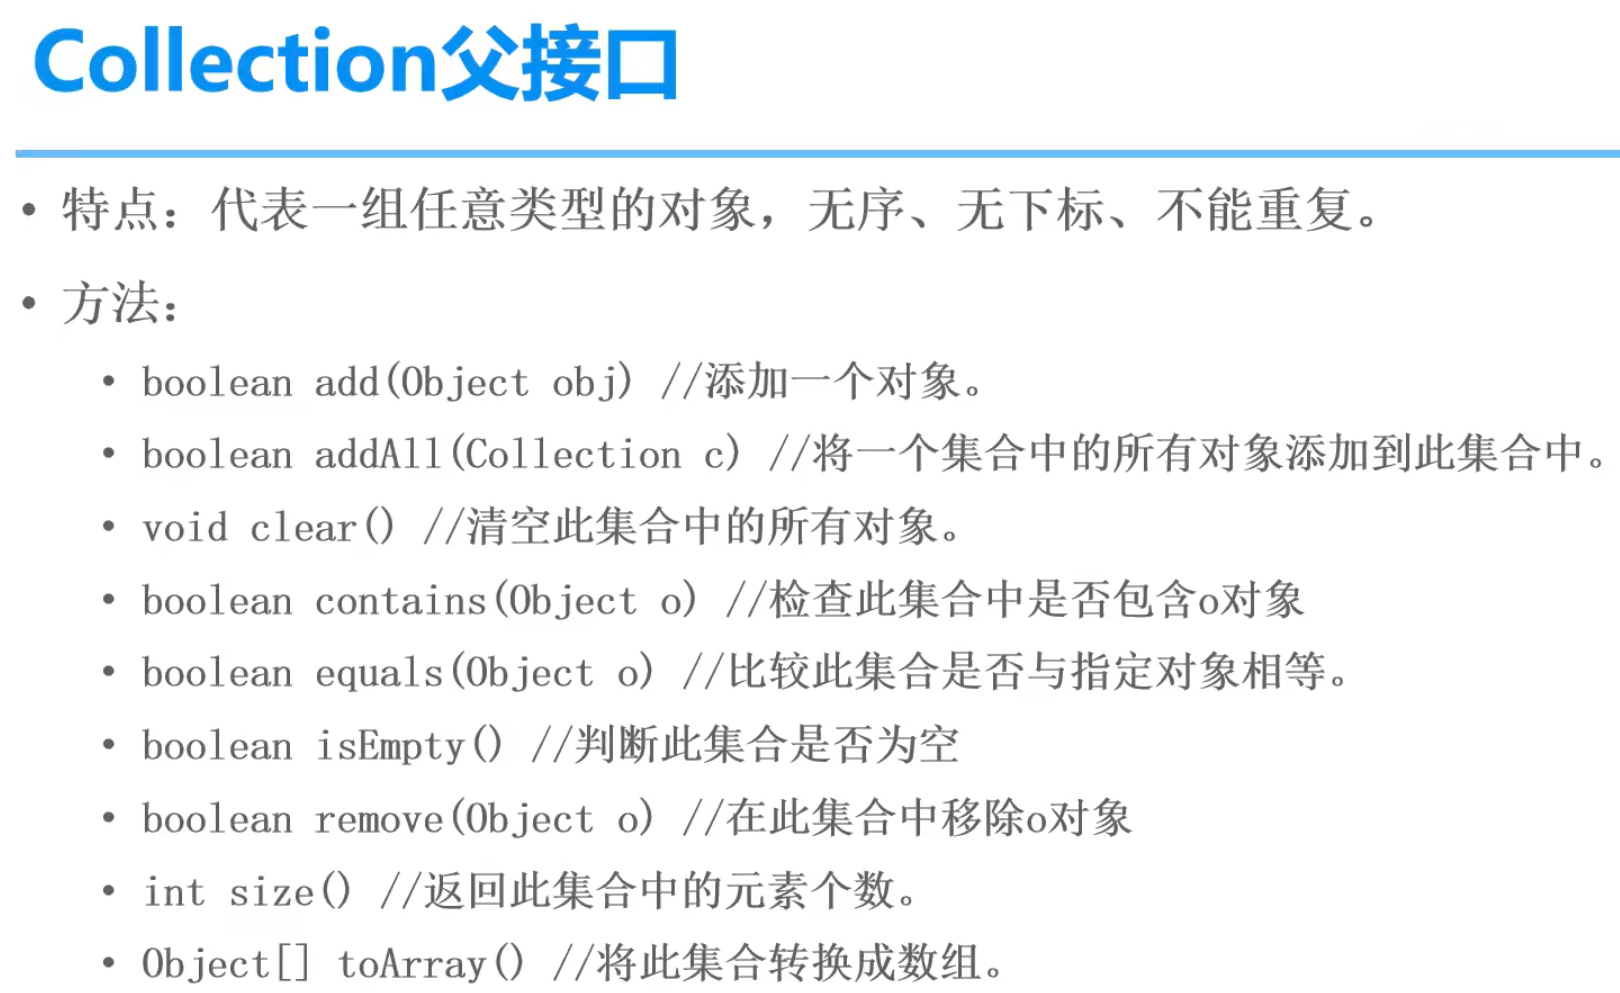 Collection父接口
• 特点：代表一组任意类型的对象，无序、无下标、不能重复。
• 方法：
• boolean add(Object obj) //添加一个对象。
• boolean addAll(Collection c) //将一个集合中的所有对象添加到此集合中。
• void clear() //清空此集合中的所有对象。
• boolean contains(Object o) //检查此集合中是否包含o对象
• boolean equals(Object o) //比较此集合是否与指定对象相等。
• boolean isEmpty() //判断此集合是否为空
• boolean remove(Object o) //在此集合中移除o对象
• int size() //返回此集合中的元素个数。
• Object[] toArray() //将此集合转换成数组。